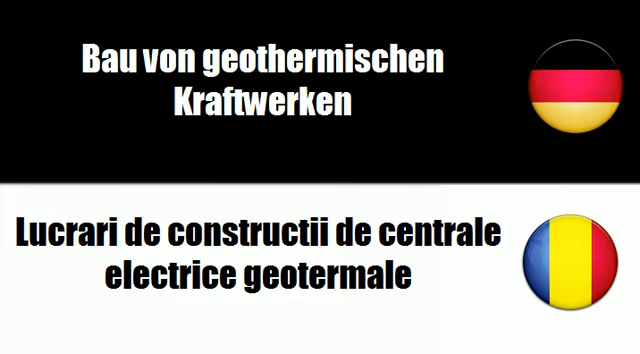 Bau von geothermischen
Kraftwerken
Lucrari de constructii de centrale
electrice geotermale